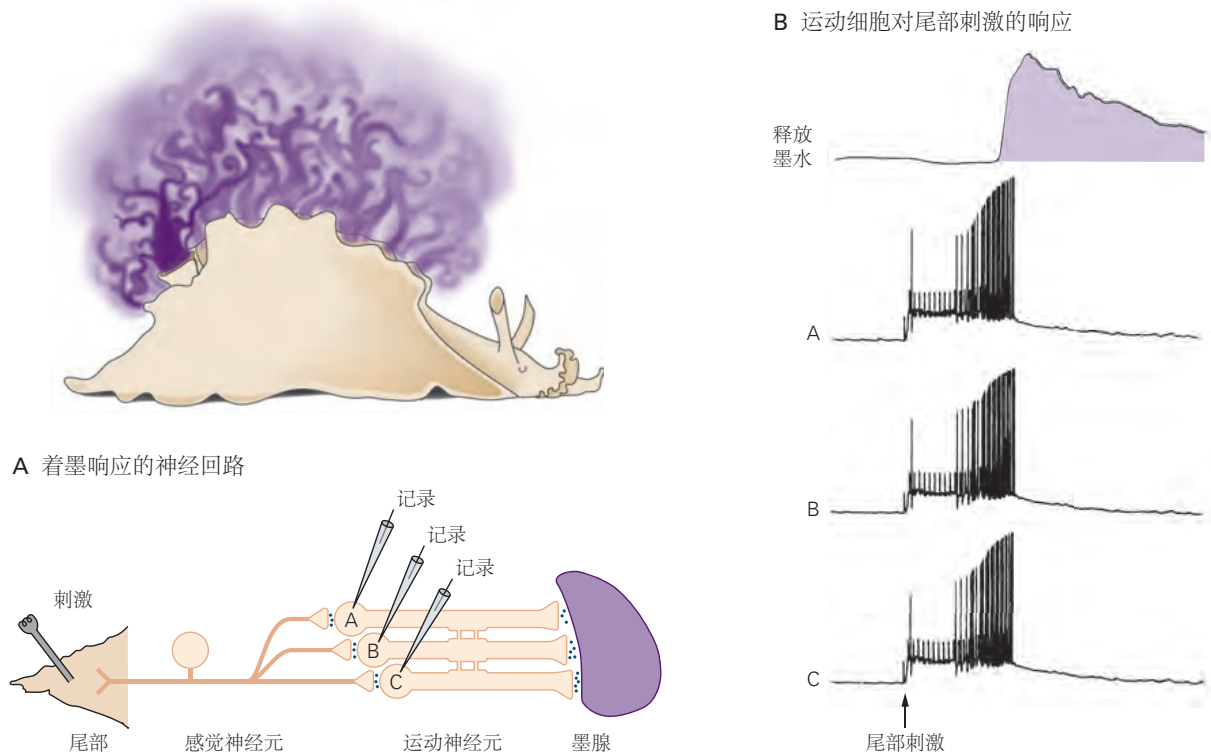 B 运动细胞对尾部刺激的响应
释放
墨水
A
B
C
尾部刺激
A 着墨响应的神经回路
记录
记录
记录
刺激
A
B
C
尾部
感觉神经元
运动神经元
墨腺